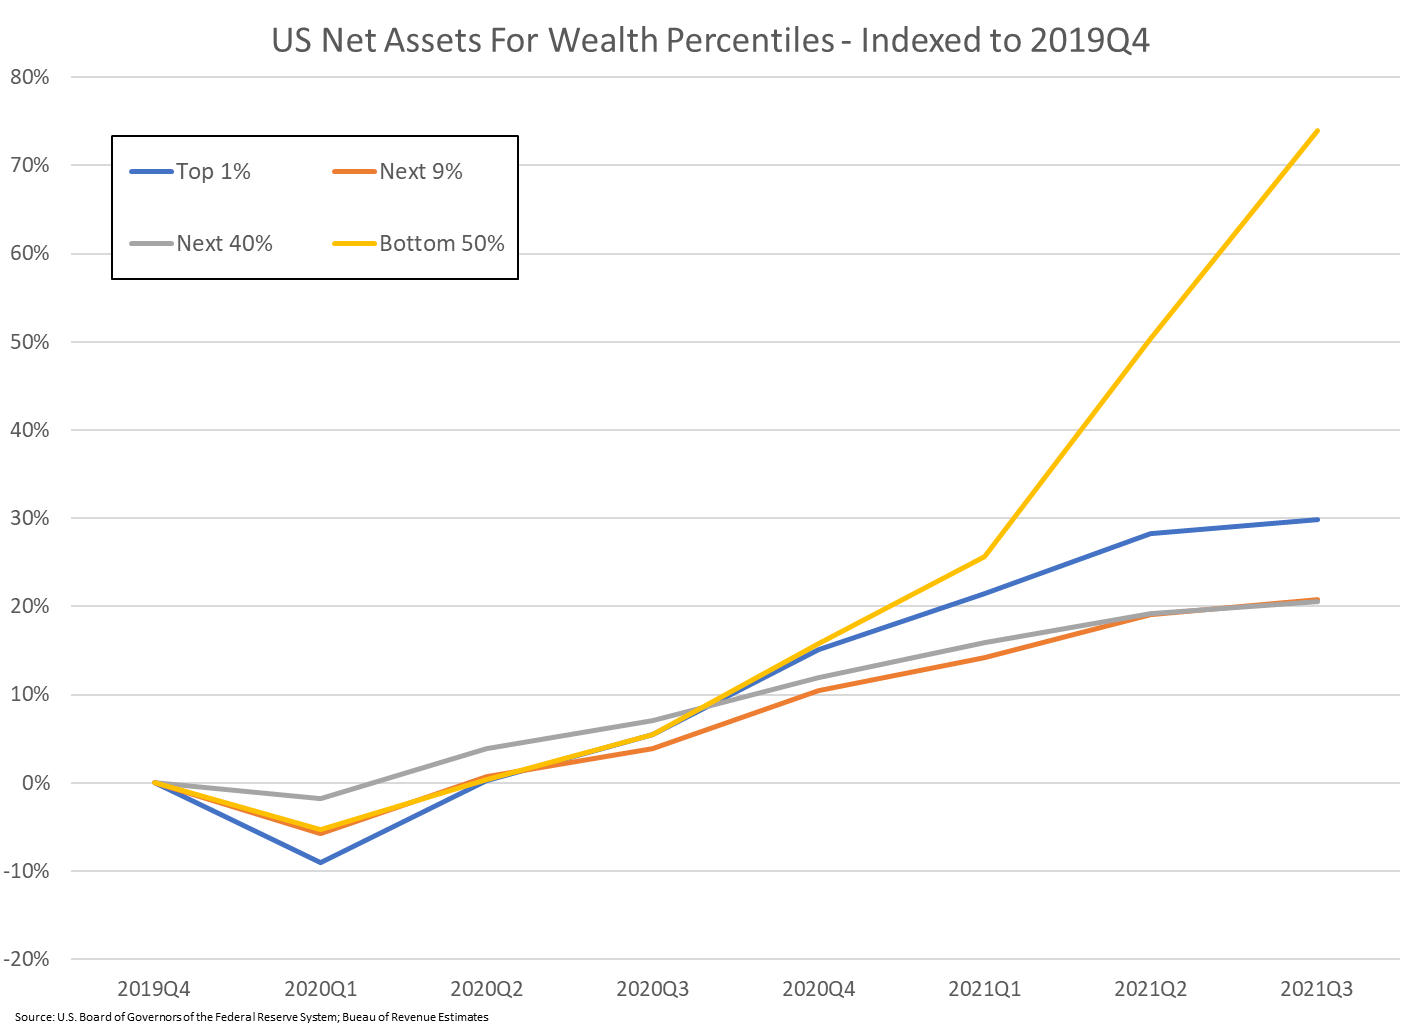 US Net Assets For Wealth Percentiles - Indexed to 2019Q4
80%
70%
60%
50%
40%
30%
20%
10%
0%
-10%
-20%
Top 1% Next 9%
Next 40% Bottom 50%
2019Q4 2020Q1 2020Q2 2020Q3 2020Q4 2021Q1 2021Q2 2021Q3
Source: U.S. Board of Governors of the Federal Reserve System; Bueau of Revenue Estimates